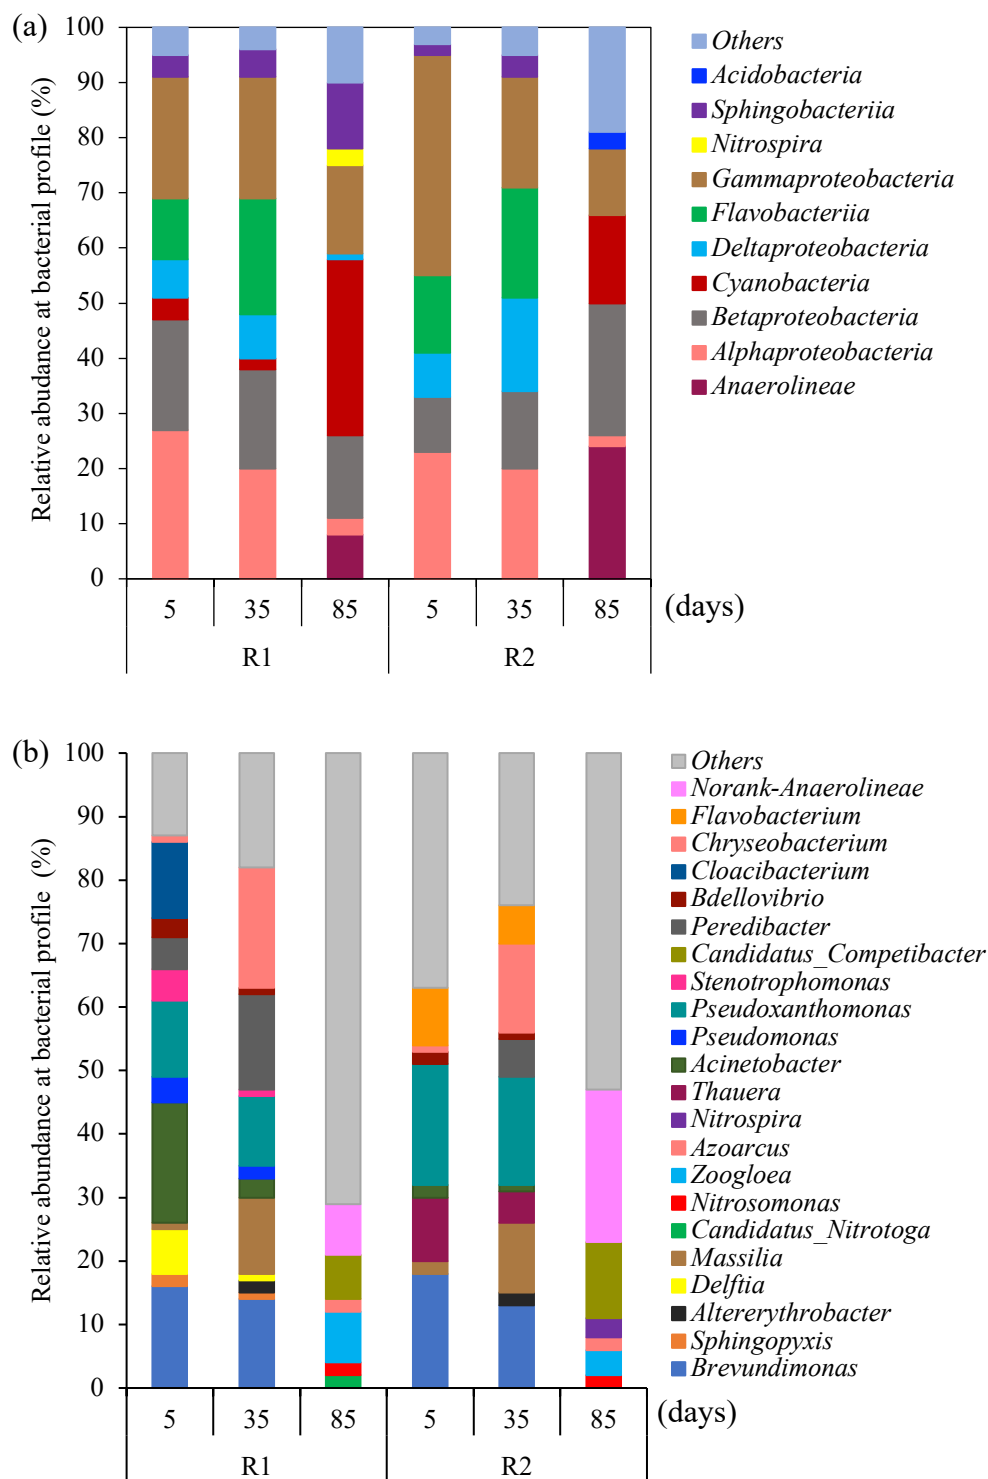 (a)
Relative abudance at bacterial profile (%)
100
90
80
70
60
50
40
30
20
10
0
Others
Acidobacteria
Sphingobacteriia
Nitrospira
Gammaproteobacteria
Flavobacteriia
Deltaproteobacteria
Cyanobacteria
Betaproteobacteria
Alphaproteobacteria
Anaerolineae
5 35 85 5 35 85 (days)
R1 R2
(b)
Relative abundance at bacterial profile (%)
100
90
80
70
60
50
40
30
20
10
0
Others
Norank-Anaerolineae
Flavobacterium
Chryseobacterium
Cloacibacterium
Bdellovibrio
Peredibacter
Candidatus_Competibacter
Stenotrophomonas
Pseudoxanthomonas
Pseudomonas
Acinetobacter
Thauera
Nitrospira
Azoarcus
Zoogloea
Nitrosomonas
Candidatus_Nitrotoga
Massilia
Delftia
Altererythrobacter
Sphingopyxis
Brevundimonas
5 35 85 5 35 85 (days)
R1 R2